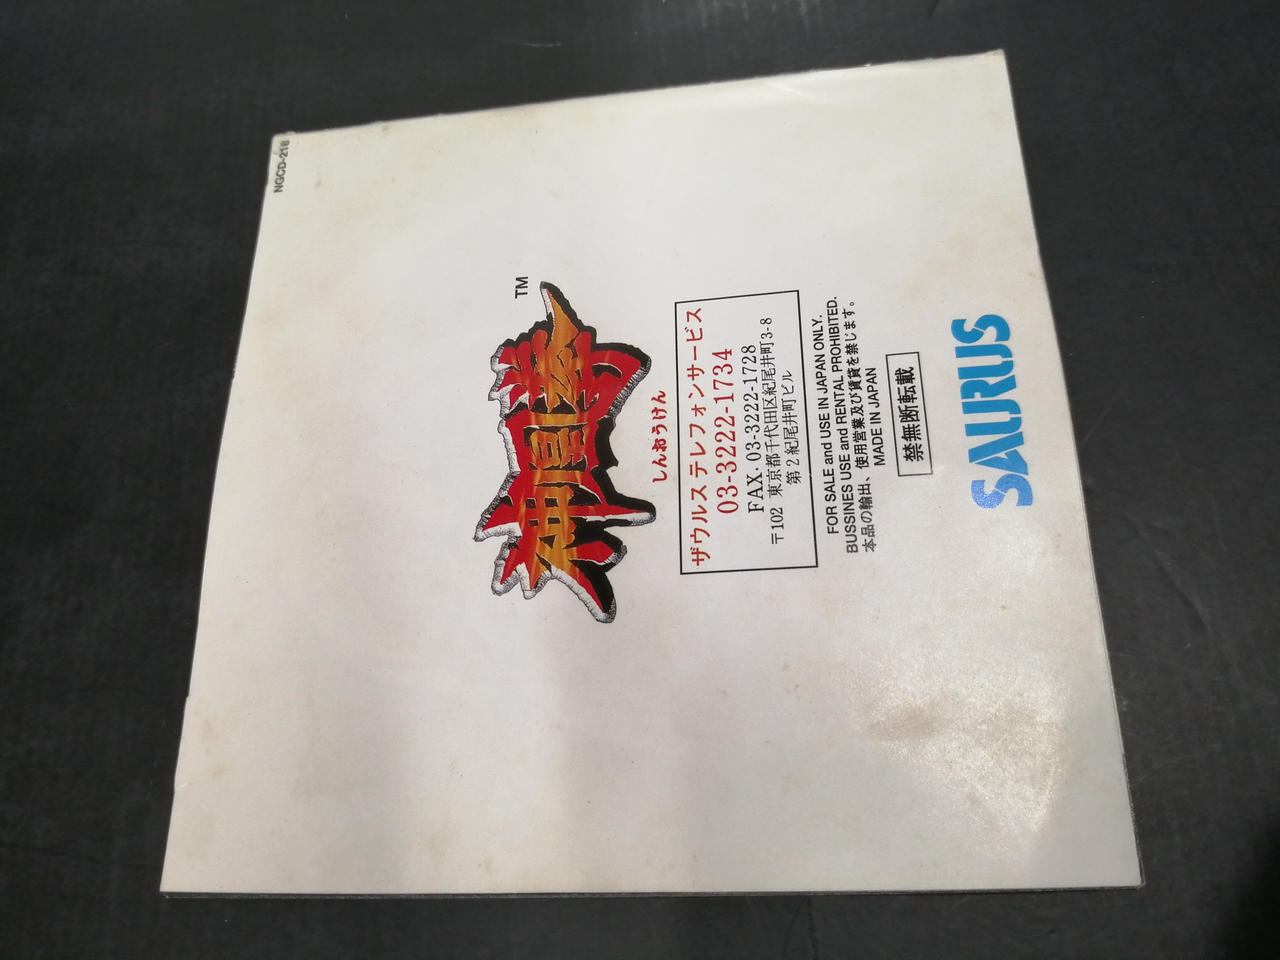 NGCD-218
神凰拳
TM
しんおうけん
ザウルステレフォンサービス
03-3222-1734
FAX・03-3222-1728
〒102 東京都千代田区紀尾井町3-8
第2紀尾井町ビル
FOR SALE and USE IN JAPAN ONLY.
BUSSINES USE and RENTAL PROHIBITED.
本品の輸出、使用営業及び賃貸を禁じます。
MADE IN JAPAN
禁無断転載
SAURUS